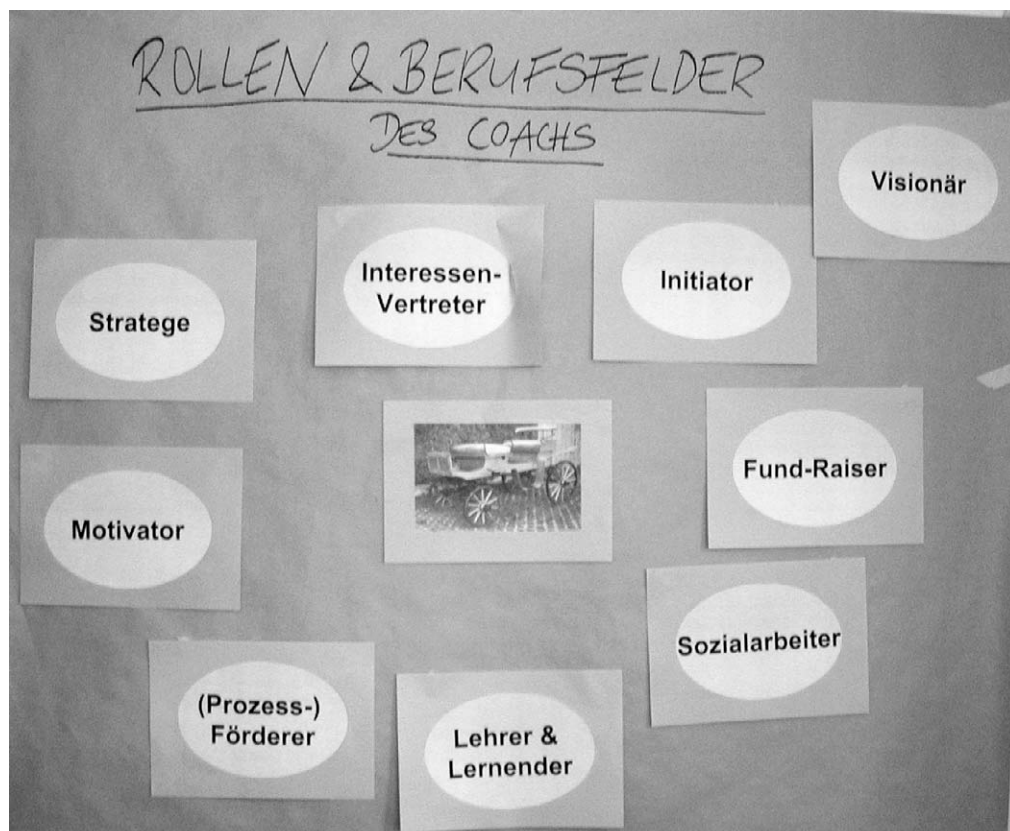 ROLLEN & BERUFSFELDER
DES COACHS
Visionär
Interessen-
Vertreter
Initiator
Stratege
Fund-Raiser
Motivator
Sozialarbeiter
(Prozess-)
Förderer
Lehrer &
Lernender